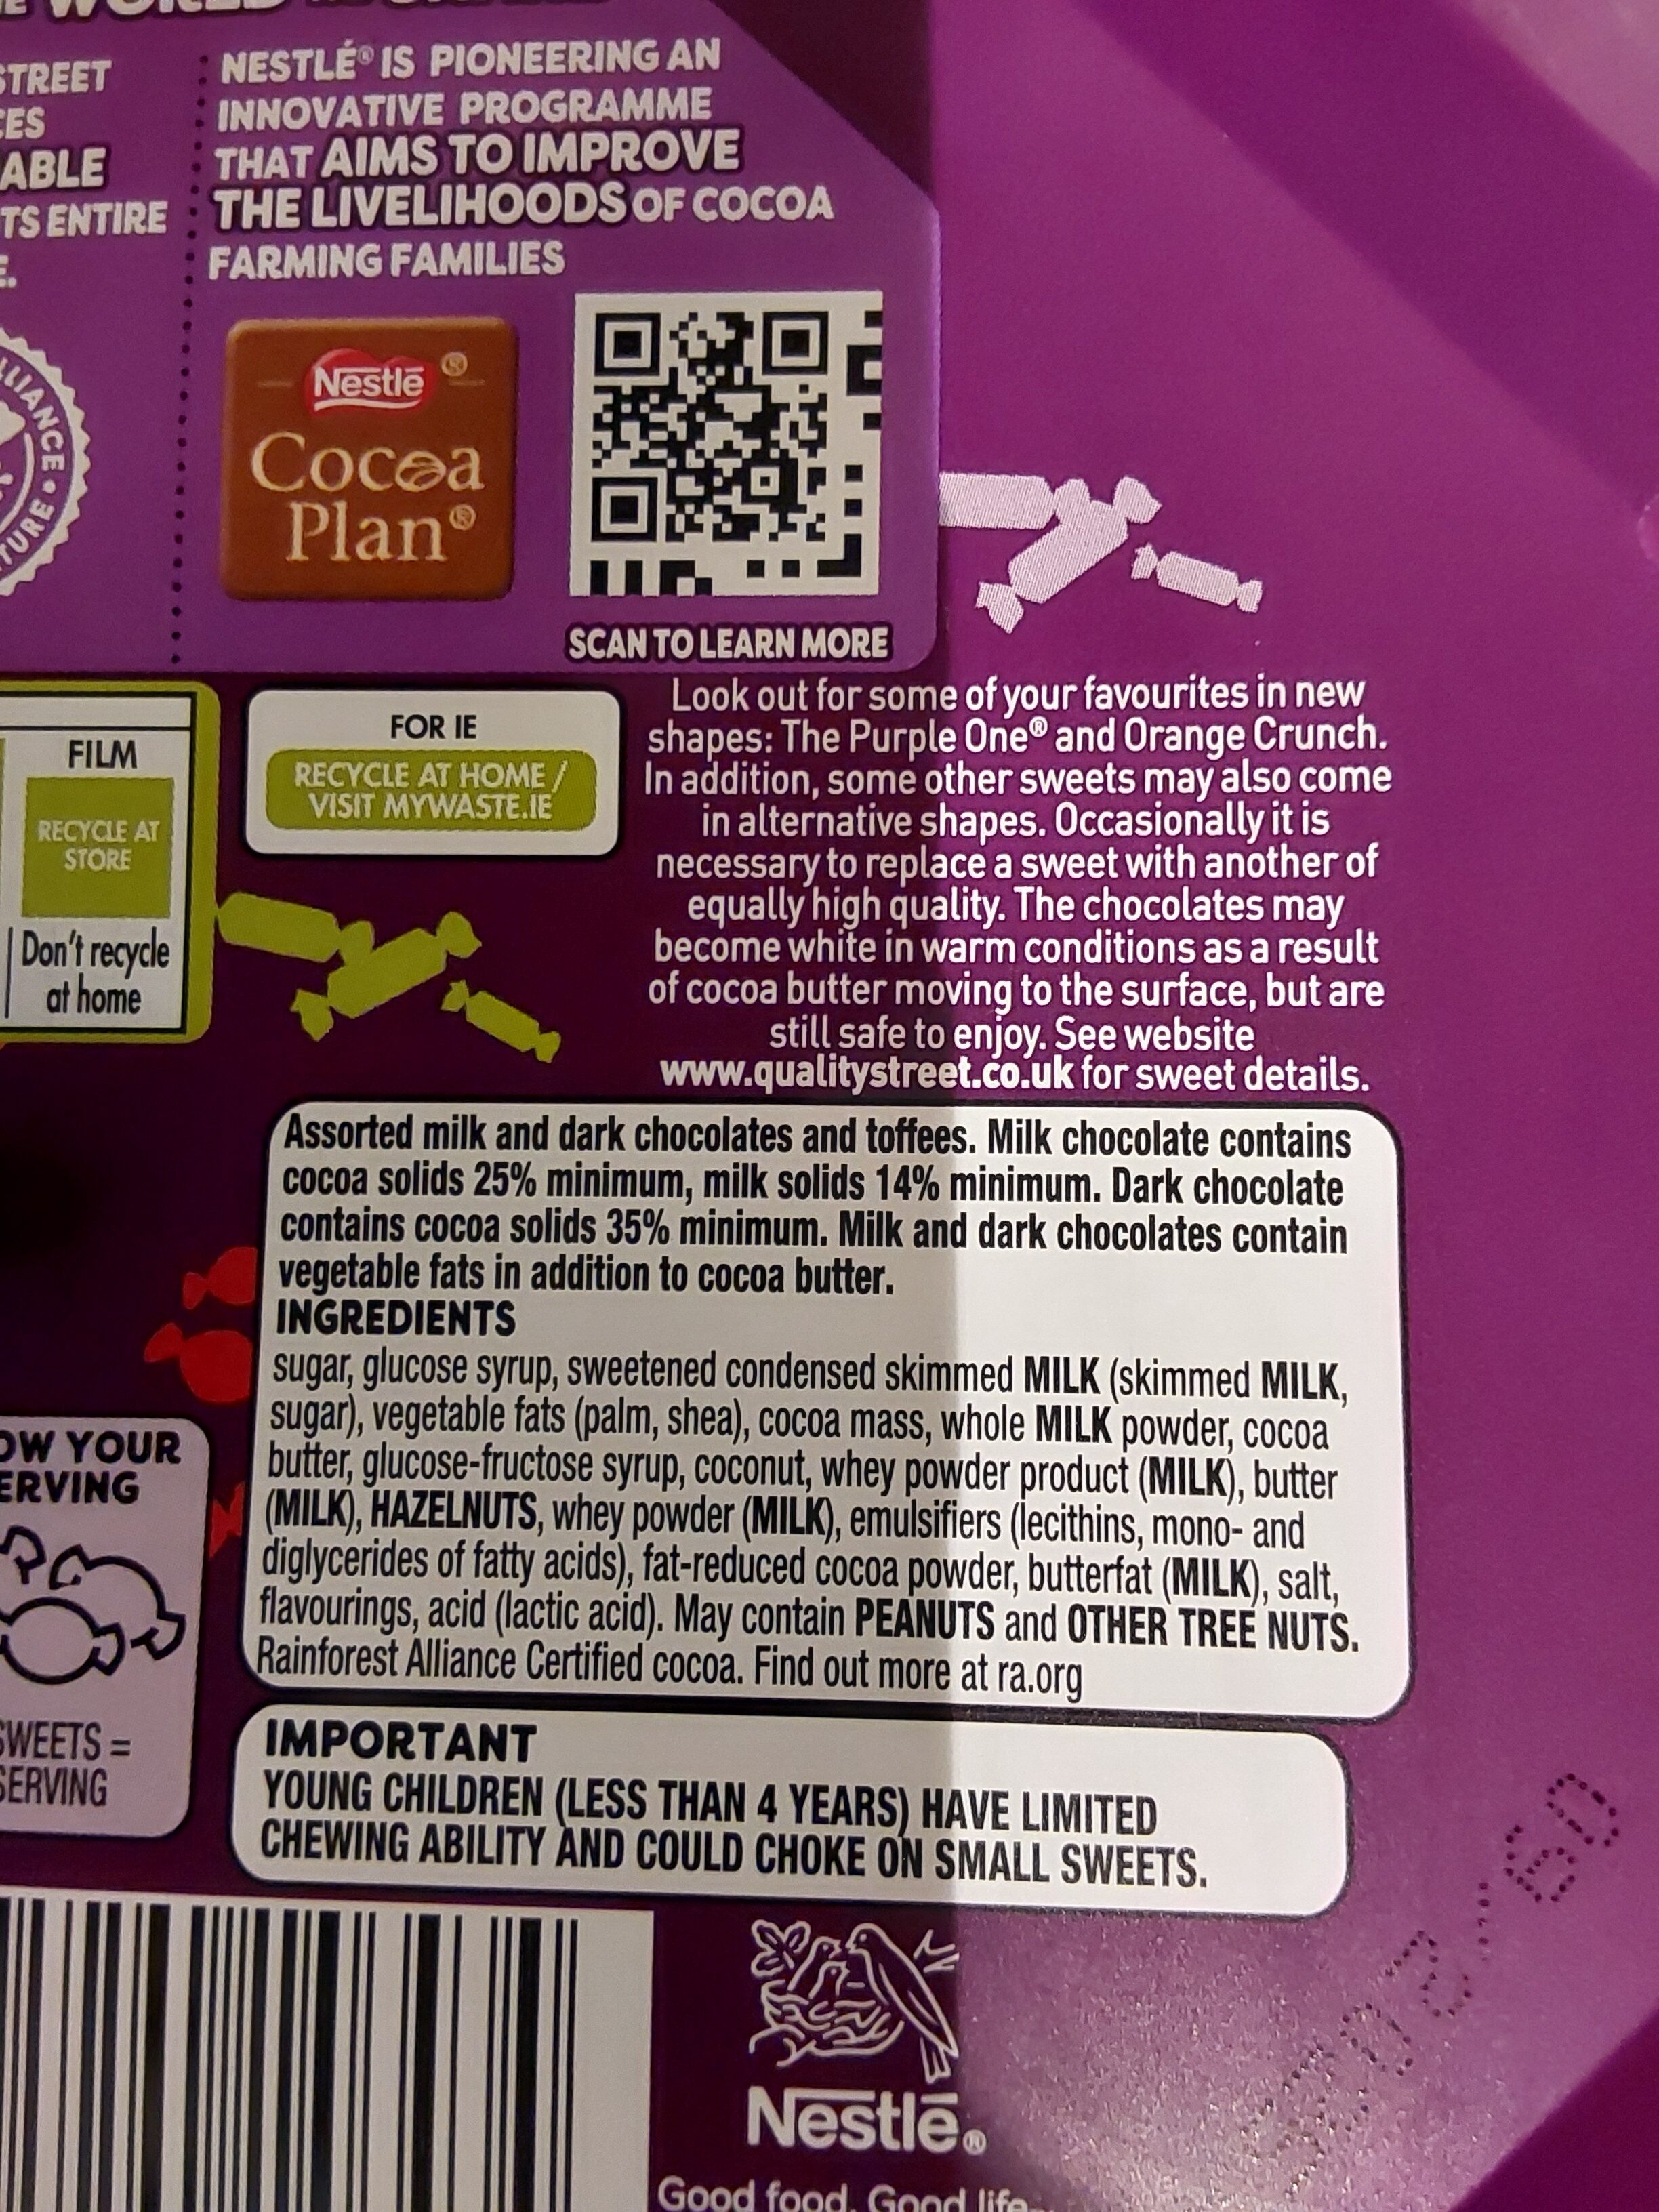 WORLD
STREET
CES
ABLE
TS ENTIRE
E.
NESTLÉ® IS PIONEERING AN
INNOVATIVE PROGRAMME
THAT AIMS TO IMPROVE
THE LIVELIHOODS OF COCOA
FARMING FAMILIES
LLIANCE •
TURE
Nestlé ®
Cocoa
Plan®
SCAN TO LEARN MORE
FILM
RECYCLE AT
STORE
Don't recycle
at home
FOR IE
RECYCLE AT HOME /
VISIT MYWASTE.IE
Look out for some of your favourites in new
shapes: The Purple One® and Orange Crunch.
In addition, some other sweets may also come
in alternative shapes. Occasionally it is
necessary to replace a sweet with another of
equally high quality. The chocolates may
become white in warm conditions as a result
of cocoa butter moving to the surface, but are
still safe to enjoy. See website
www.qualitystreet.co.uk for sweet details.
Assorted milk and dark chocolates and toffees. Milk chocolate contains
cocoa solids 25% minimum, milk solids 14% minimum. Dark chocolate
contains cocoa solids 35% minimum. Milk and dark chocolates contain
vegetable fats in addition to cocoa butter.
INGREDIENTS
sugar, glucose syrup, sweetened condensed skimmed MILK (skimmed MILK,
sugar), vegetable fats (palm, shea), cocoa mass, whole MILK powder, cocoa
butter, glucose-fructose syrup, coconut, whey powder product (MILK), butter
(MILK), HAZELNUTS, whey powder (MILK), emulsifiers (lecithins, mono- and
diglycerides of fatty acids), fat-reduced cocoa powder, butterfat (MILK), salt,
flavourings, acid (lactic acid). May contain PEANUTS and OTHER TREE NUTS.
Rainforest Alliance Certified cocoa. Find out more at ra.org
OW YOUR
ERVING
SWEETS =
SERVING
IMPORTANT
YOUNG CHILDREN (LESS THAN 4 YEARS) HAVE LIMITED
CHEWING ABILITY AND COULD CHOKE ON SMALL SWEETS.
Nestlé®
Good food, Good life